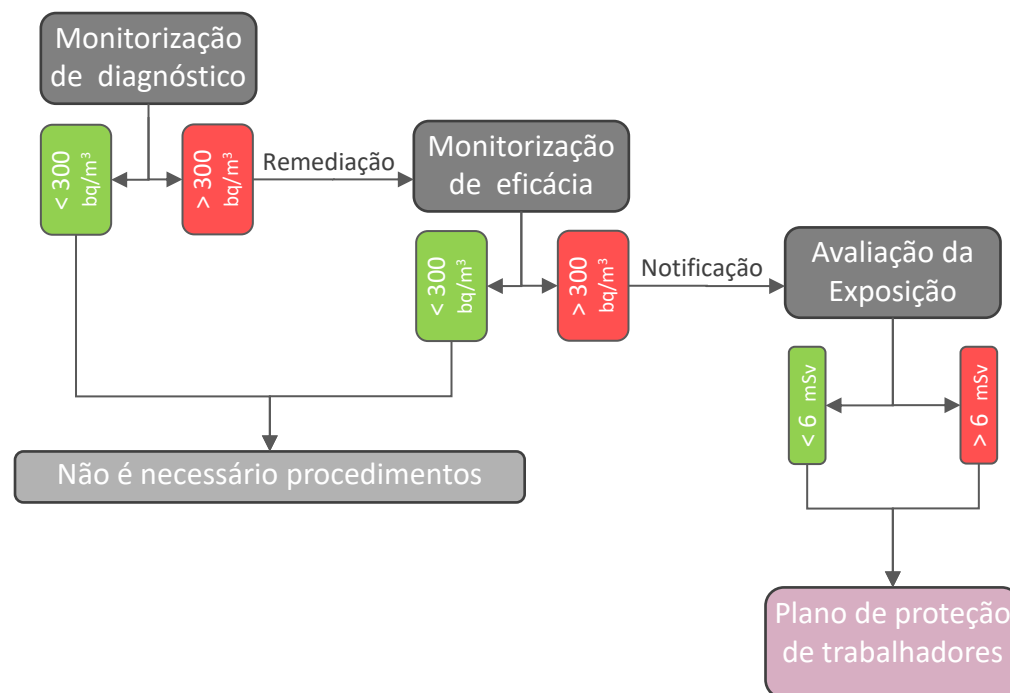 Monitorização
de diagnóstico
< 300
bq/m³
> 300
bq/m³
Remediação
Monitorização
de eficácia
< 300
bq/m³
> 300
bq/m³
Notificação
Avaliação da
Exposição
< 6 mSv
> 6 mSv
Não é necessário procedimentos
Plano de proteção
de trabalhadores